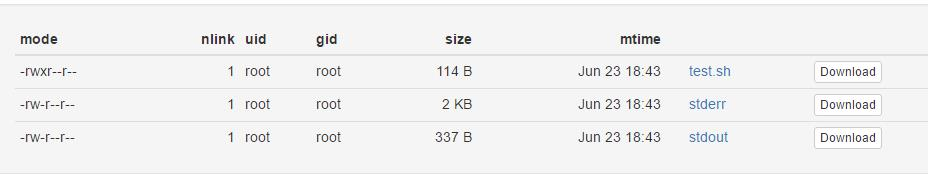 mode nlink uid gid size mtime
-rwxr--r-- 1 root root 114 B Jun 23 18:43 test.sh Download
-rw-r--r-- 1 root root 2 KB Jun 23 18:43 stderr Download
-rw-r--r-- 1 root root 337 B Jun 23 18:43 stdout Download